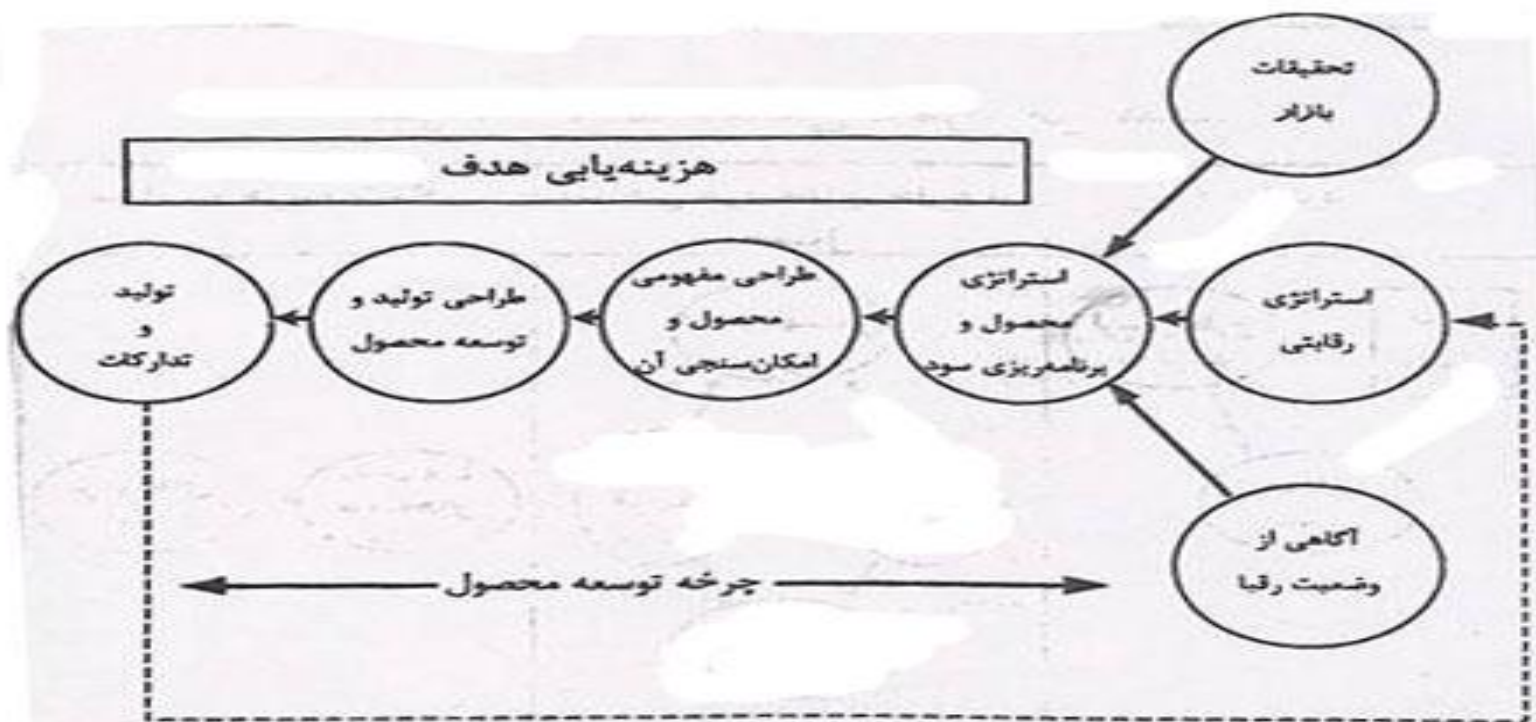 تحقیقات
بازار
هزینه‌یابی هدف
استراتژی
رقابتی
استراتژی
محصول و
برنامه‌ریزی سود
طراحی مفهومی
محصول و
امکان‌سنجی آن
طراحی تولید و
توسعه محصول
تولید
و
تدارکات
آگاهی از
وضعیت رقبا
چرخه توسعه محصول